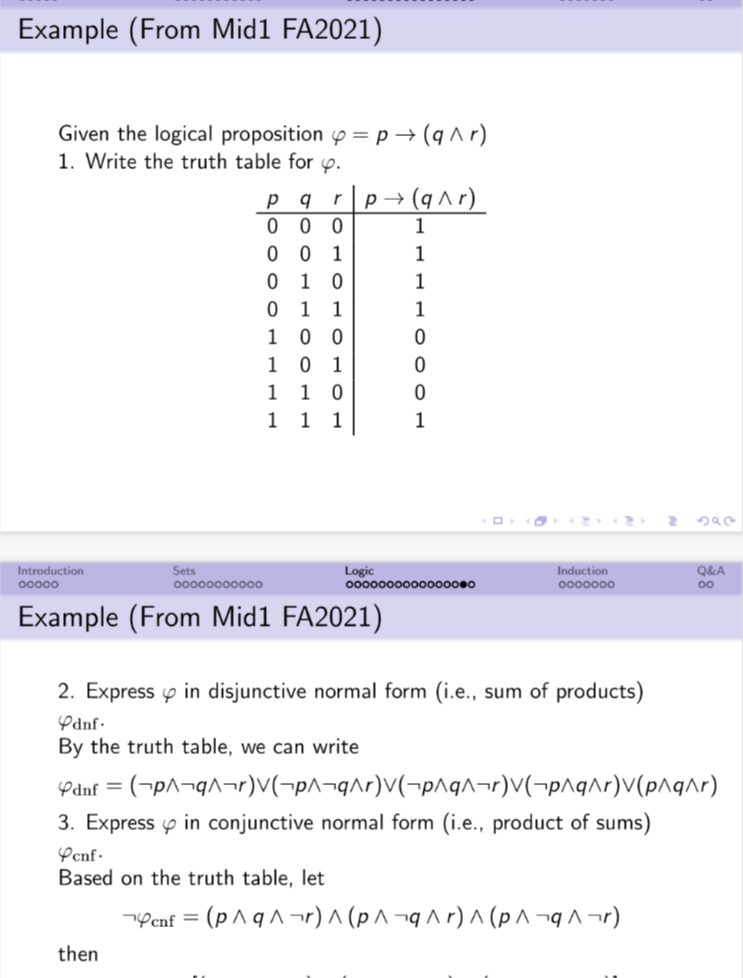 Example (From Mid1 FA2021)
Given the logical proposition φ = p → (q ∧ r)
1. Write the truth table for φ.
p q r p → (q ∧ r)
0 0 0 1
0 0 1 1
0 1 0 1
0 1 1 1
1 0 0 0
1 0 1 0
1 1 0 0
1 1 1 1
Introduction Sets Logic Induction Q&A
Example (From Mid1 FA2021)
2. Express φ in disjunctive normal form (i.e., sum of products)
φdnf.
By the truth table, we can write
φdnf = (¬p∧¬q∧¬r)∨(¬p∧¬q∧r)∨(¬p∧q∧¬r)∨(¬p∧q∧r)∨(p∧q∧r)
3. Express φ in conjunctive normal form (i.e., product of sums)
φcnf.
Based on the truth table, let
¬φcnf = (p ∧ q ∧ ¬r) ∧ (p ∧ ¬q ∧ r) ∧ (p ∧ ¬q ∧ ¬r)
then